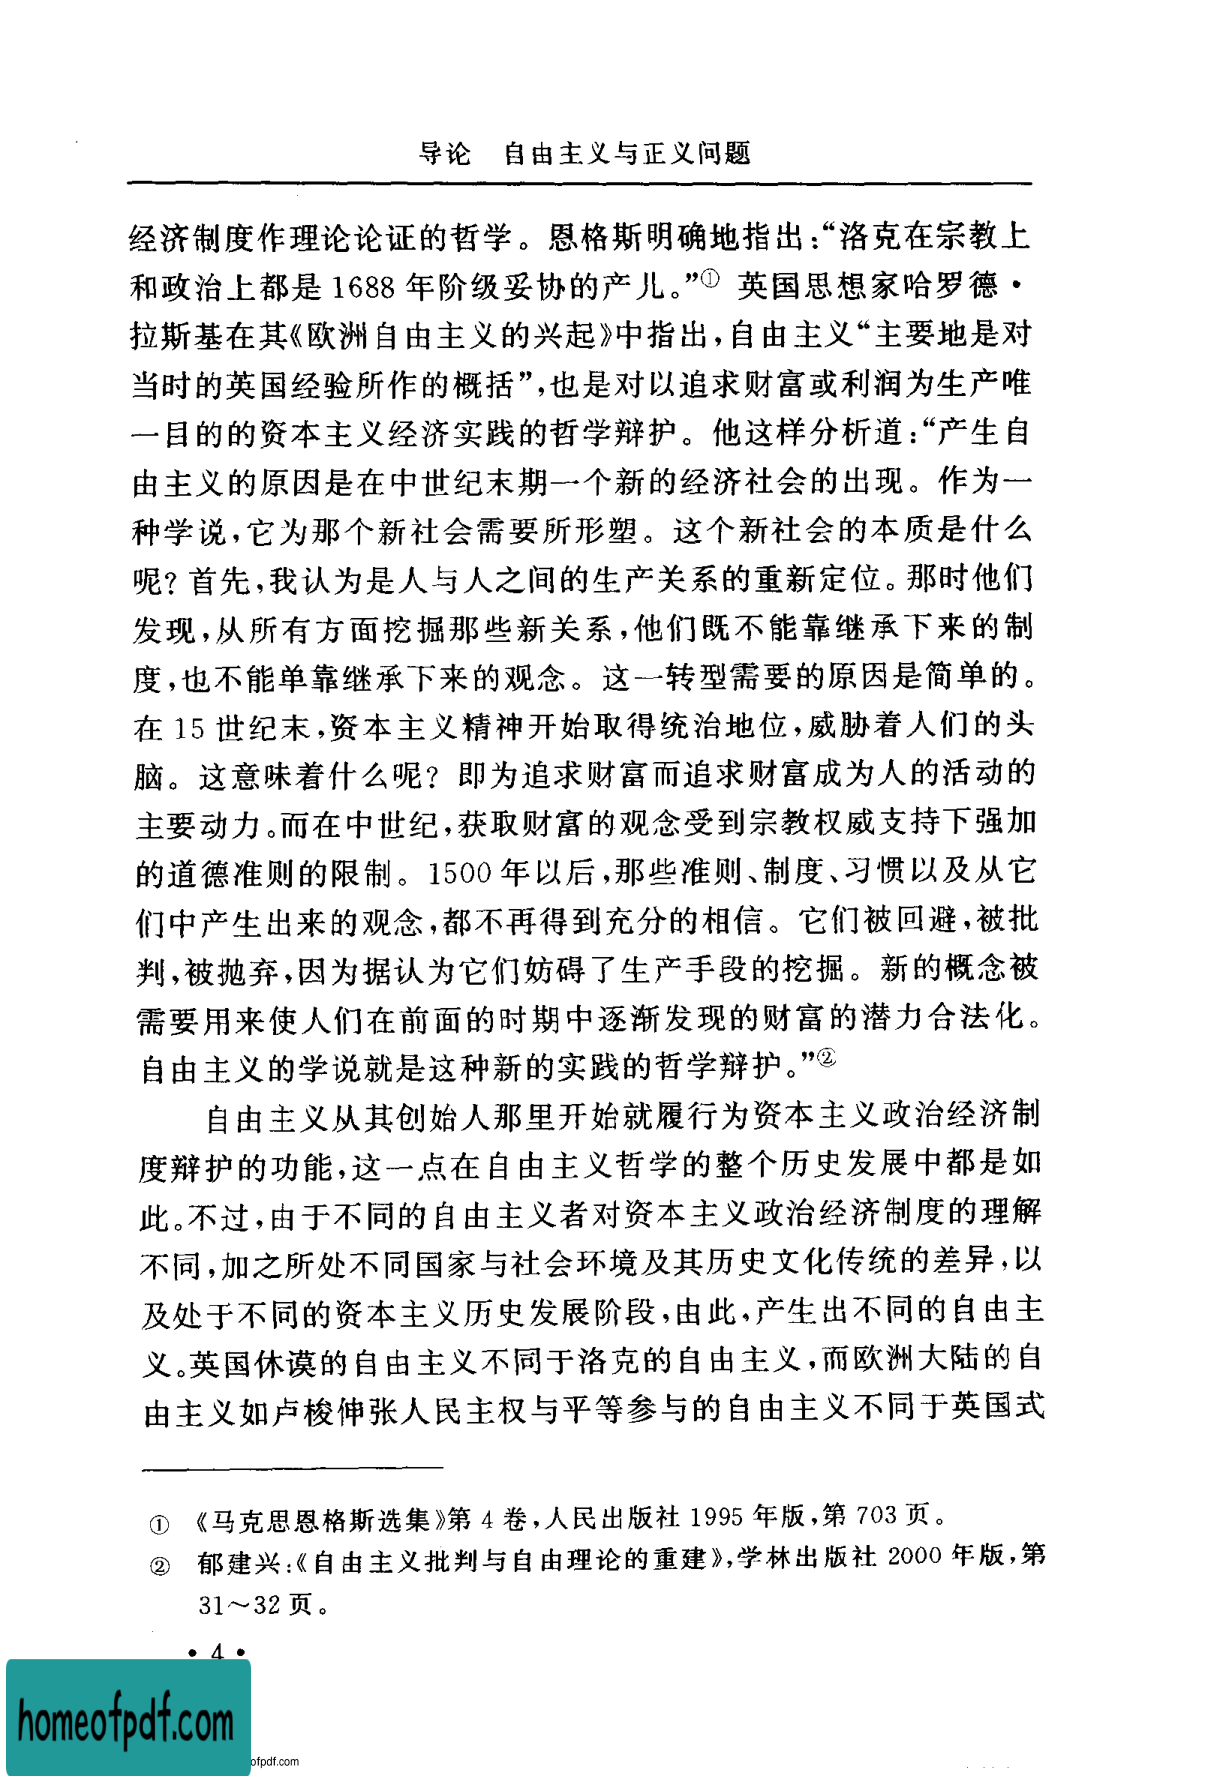 导论　自由主义与正义问题
经济制度作理论论证的哲学。恩格斯明确地指出:“洛克在宗教上
和政治上都是 1688 年阶级妥协的产儿。”① 英国思想家哈罗德·
拉斯基在其《欧洲自由主义的兴起》中指出,自由主义“主要地是对
当时的英国经验所作的概括”,也是对以追求财富或利润为生产唯
一目的的资本主义经济实践的哲学辩护。他这样分析道:“产生自
由主义的原因是在中世纪末期一个新的经济社会的出现。作为一
种学说,它为那个新社会需要所形塑。这个新社会的本质是什么
呢? 首先,我认为是人与人之间的生产关系的重新定位。那时他们
发现,从所有方面挖掘那些新关系,他们既不能靠继承下来的制
度,也不能单靠继承下来的观念。这一转型需要的原因是简单的。
在 15 世纪末,资本主义精神开始取得统治地位,威胁着人们的头
脑。这意味着什么呢? 即为追求财富而追求财富成为人的活动的
主要动力。而在中世纪,获取财富的观念受到宗教权威支持下强加
的道德准则的限制。1500 年以后,那些准则、制度、习惯以及从它
们中产生出来的观念,都不再得到充分的相信。它们被回避,被批
判,被抛弃,因为据认为它们妨碍了生产手段的挖掘。新的概念被
需要用来使人们在前面的时期中逐渐发现的财富的潜力合法化。
自由主义的学说就是这种新的实践的哲学辩护。”②
自由主义从其创始人那里开始就履行为资本主义政治经济制
度辩护的功能,这一点在自由主义哲学的整个历史发展中都是如
此。不过,由于不同的自由主义者对资本主义政治经济制度的理解
不同,加之所处不同国家与社会环境及其历史文化传统的差异,以
及处于不同的资本主义历史发展阶段,由此,产生出不同的自由主
义。英国休谟的自由主义不同于洛克的自由主义,而欧洲大陆的自
由主义如卢梭伸张人民主权与平等参与的自由主义不同于英国式
① 《马克思恩格斯选集》第 4 卷,人民出版社 1995 年版,第 703 页。
② 郁建兴:《自由主义批判与自由理论的重建》,学林出版社 2000 年版,第
31～32 页。
· 4 ·
homeofpdf.com
ofpdf.com